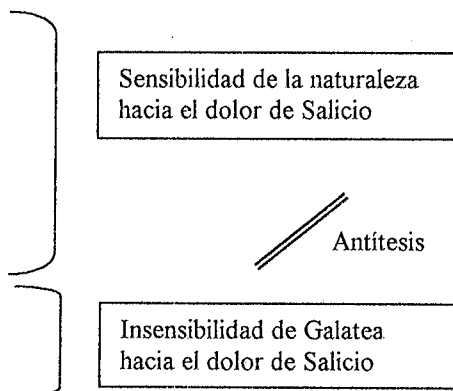 Sensibilidad de la naturaleza
hacia el dolor de Salicio
Antítesis
Insensibilidad de Galatea
hacia el dolor de Salicio